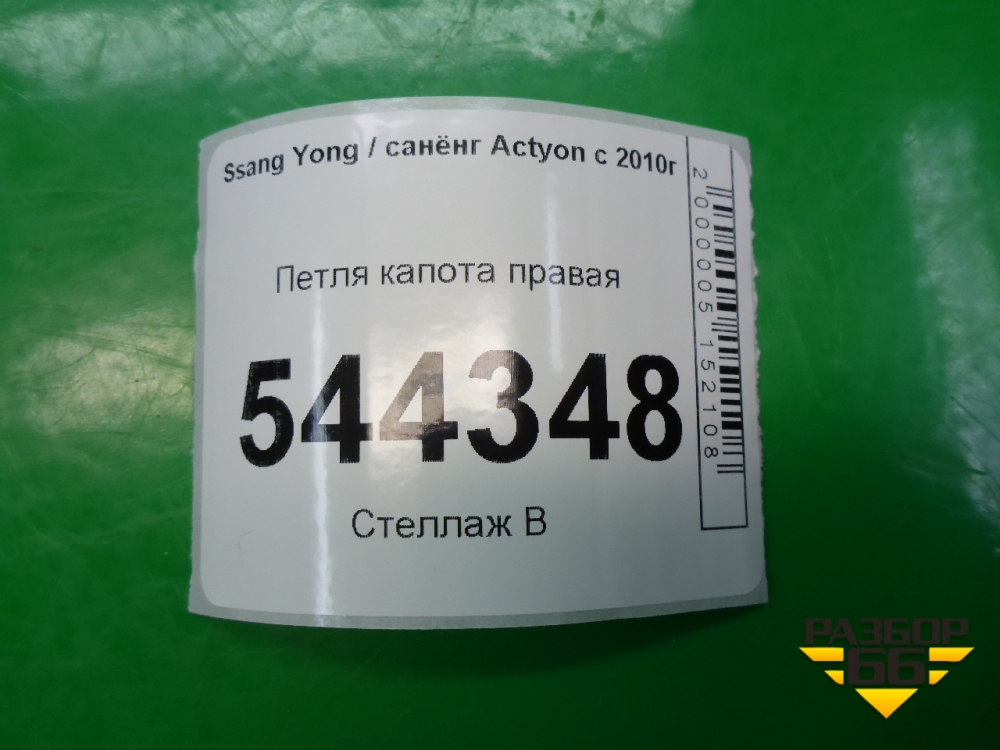 Ssang Yong / санёнг Actyon с 2010г
Петля капота правая
544348
Стеллаж В
2000005152108
РАЗБОР
66